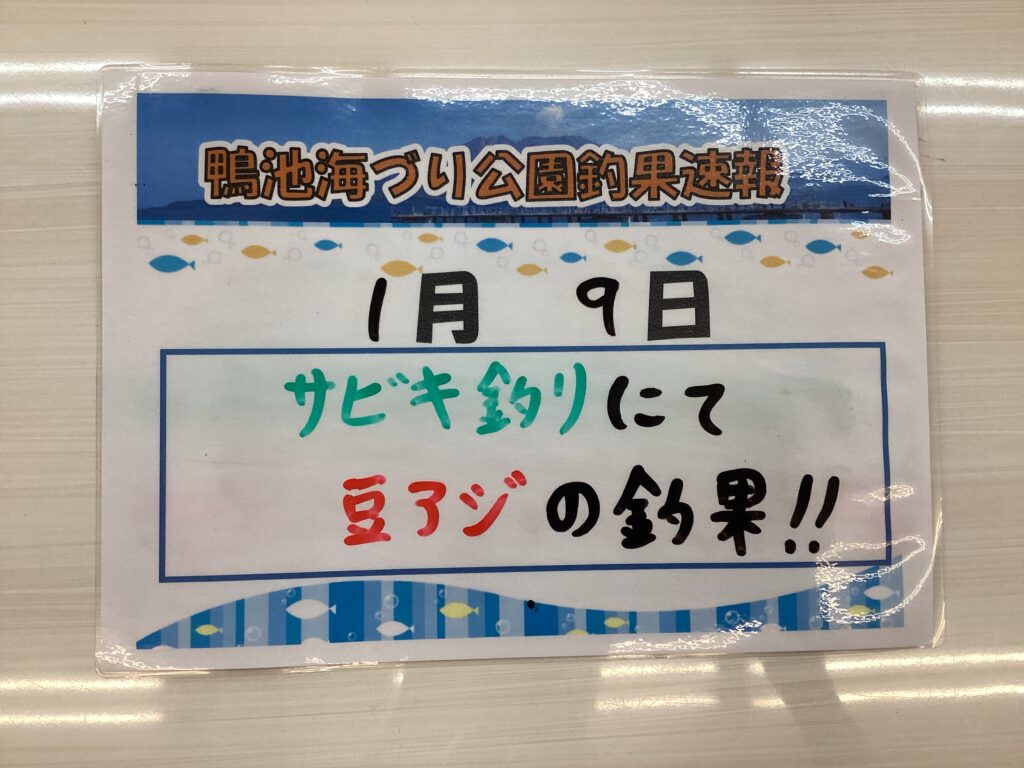 鴨池海づり公園釣果速報
1月 9日
サビキ釣りにて
豆アジの釣果!!